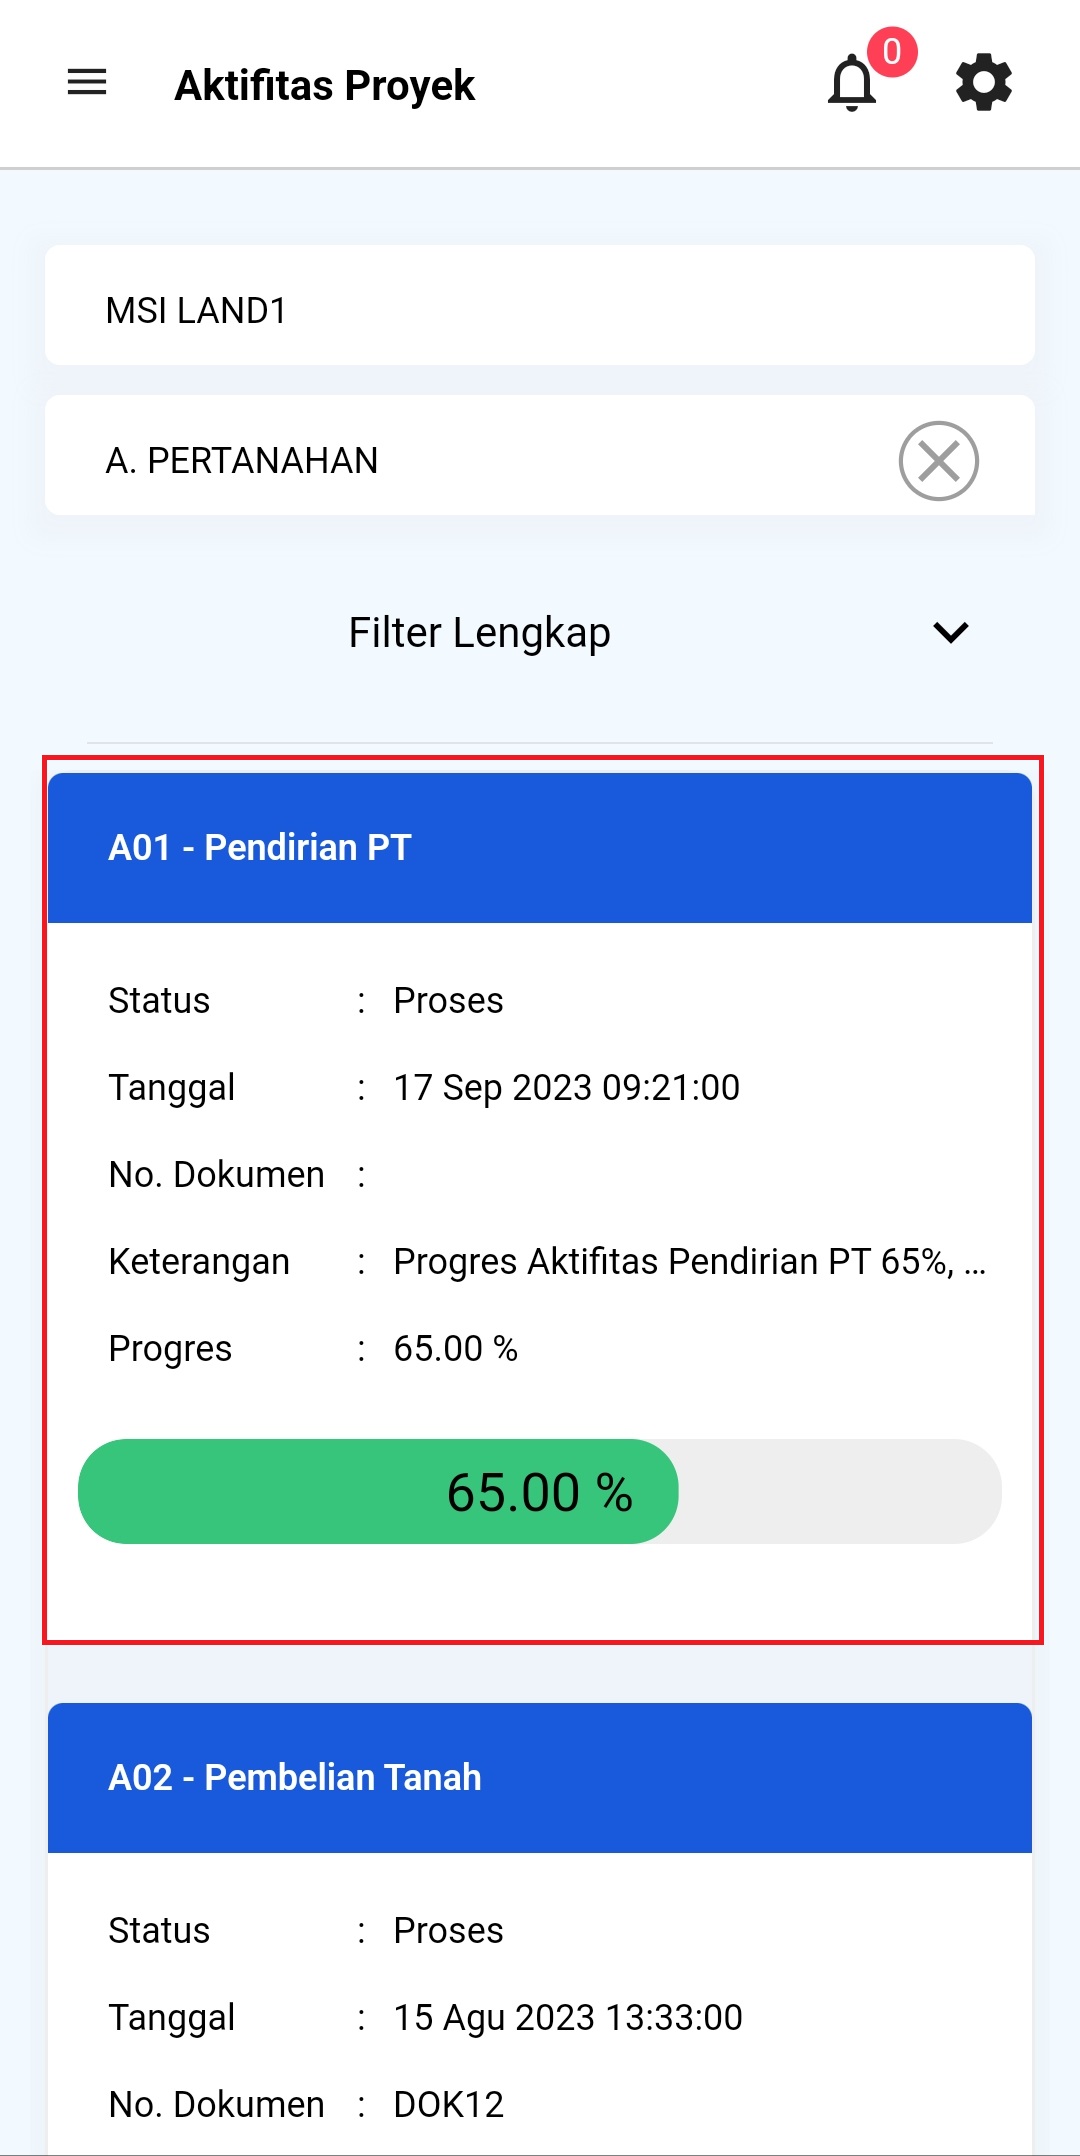 Aktifitas Proyek
0
MSI LAND1
A. PERTANAHAN
Filter Lengkap
A01 - Pendirian PT
Status : Proses
Tanggal : 17 Sep 2023 09:21:00
No. Dokumen :
Keterangan : Progres Aktifitas Pendirian PT 65%, ...
Progres : 65.00 %
65.00 %
A02 - Pembelian Tanah
Status : Proses
Tanggal : 15 Agu 2023 13:33:00
No. Dokumen : DOK12